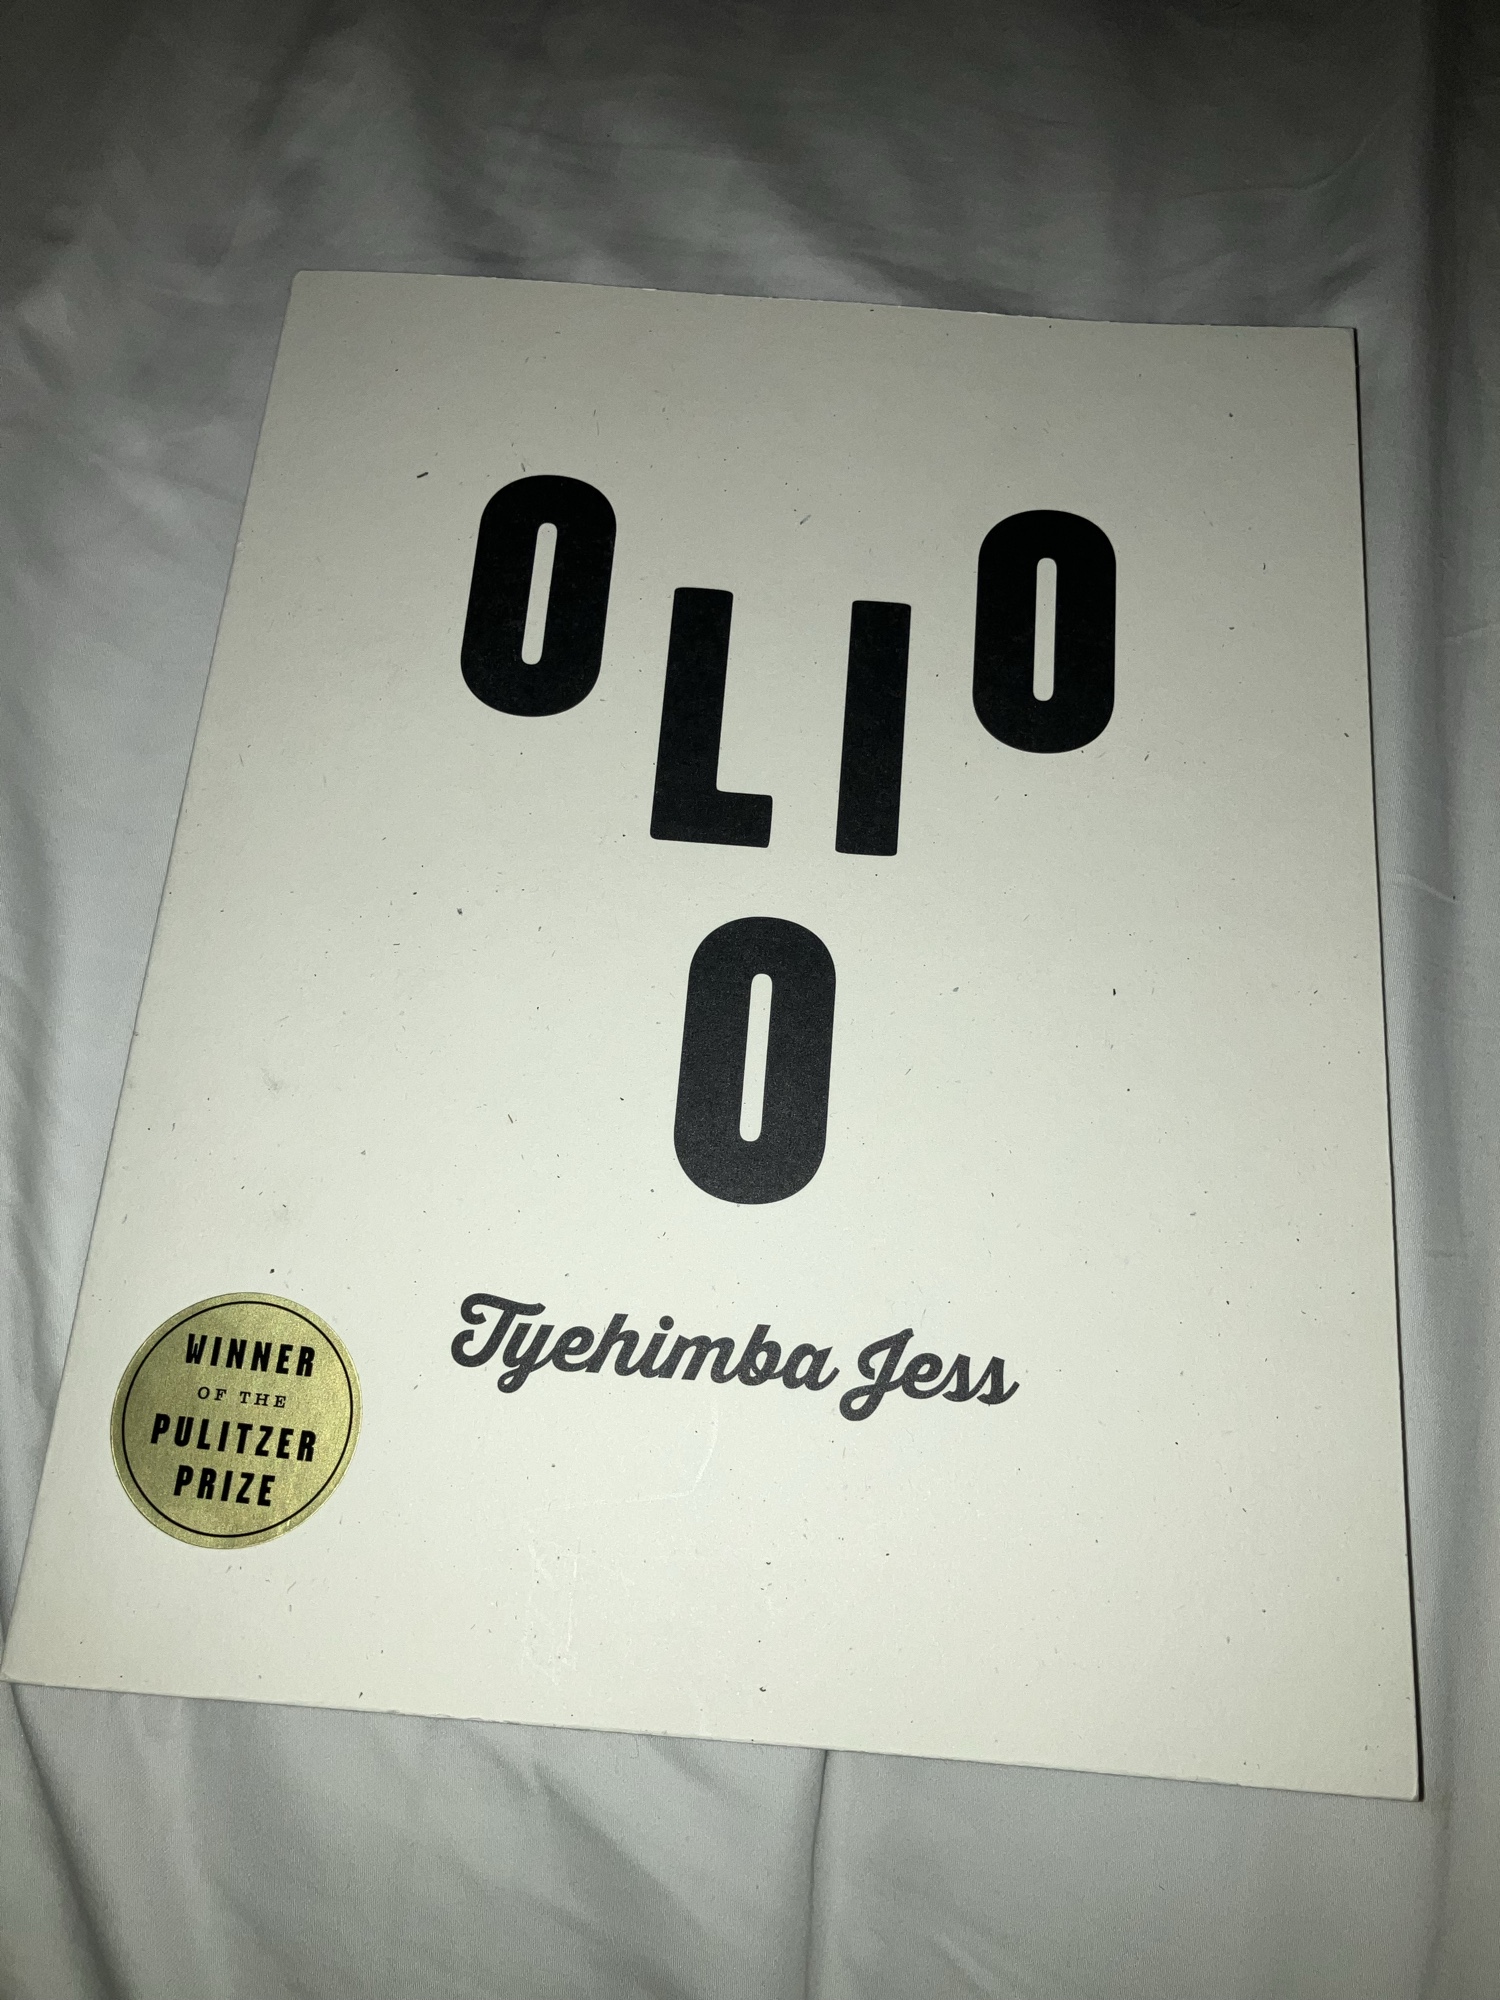 OLIO
O
Tyehimba Jess
WINNER
OF THE
PULITZER
PRIZE